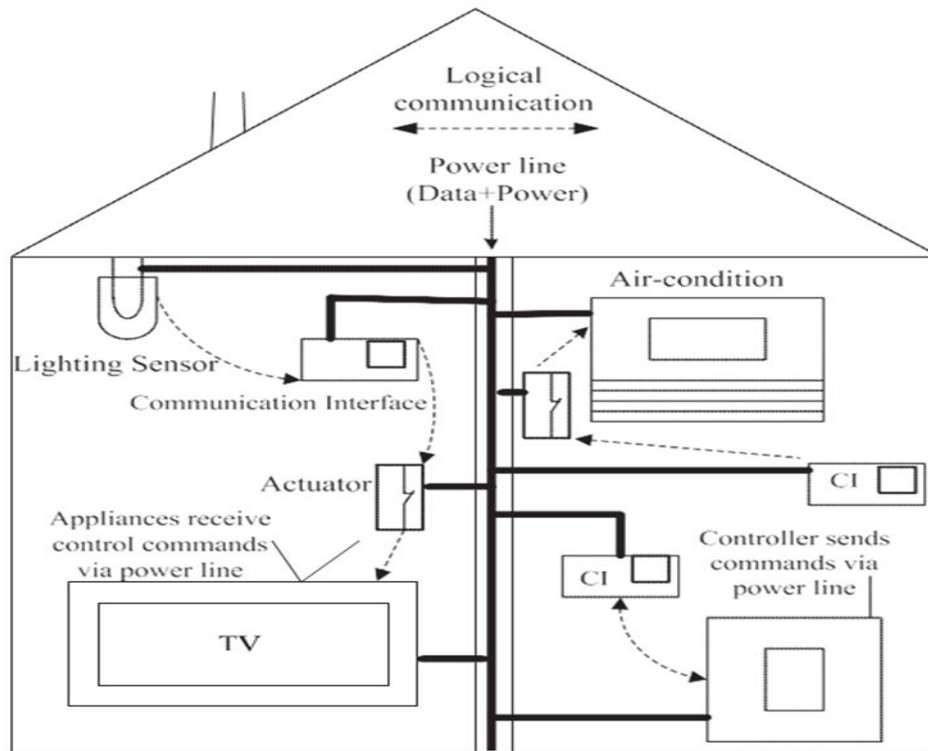 Logical
communication
Power line
(Data+Power)
Air-condition
Lighting Sensor
Communication Interface
CI
Actuator
Appliances receive
control commands
via power line
Controller sends
commands via
power line
CI
TV